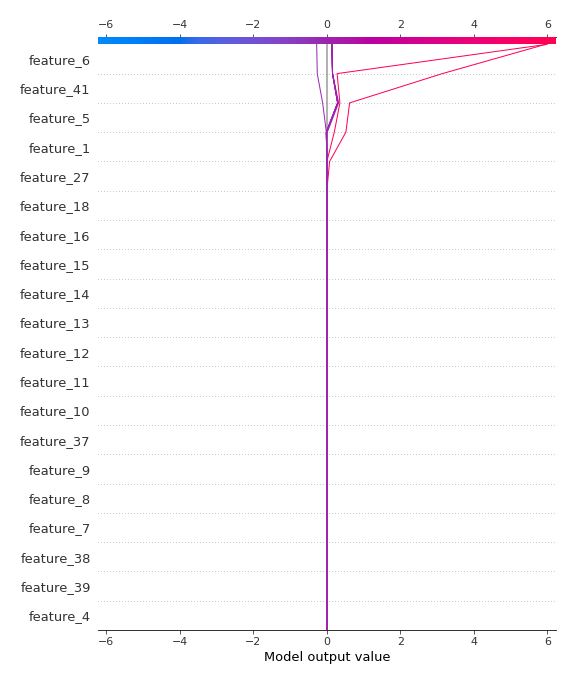 −6 −4 −2 0 2 4 6
feature_6
feature_41
feature_5
feature_1
feature_27
feature_18
feature_16
feature_15
feature_14
feature_13
feature_12
feature_11
feature_10
feature_37
feature_9
feature_8
feature_7
feature_38
feature_39
feature_4
−6 −4 −2 0 2 4 6
Model output value